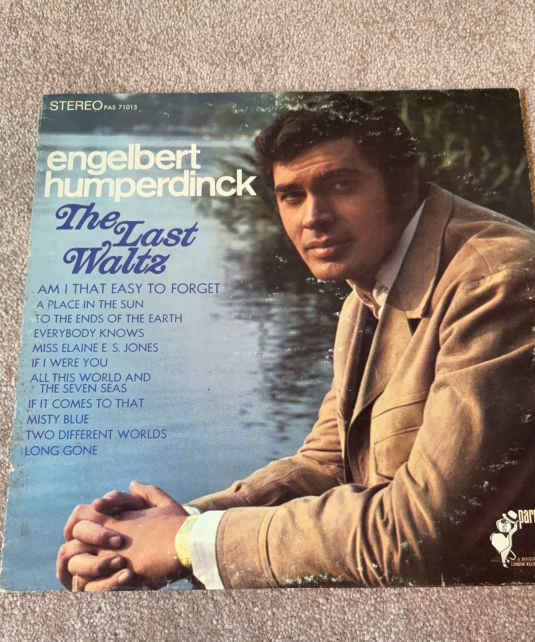 STEREO PAS 71015
engelbert
humperdinck
The Last
Waltz
AM I THAT EASY TO FORGET
A PLACE IN THE SUN
TO THE ENDS OF THE EARTH
EVERYBODY KNOWS
MISS ELAINE E. S. JONES
IF I WERE YOU
ALL THIS WORLD AND
THE SEVEN SEAS
IF IT COMES TO THAT
MISTY BLUE
TWO DIFFERENT WORLDS
LONG GONE
parr